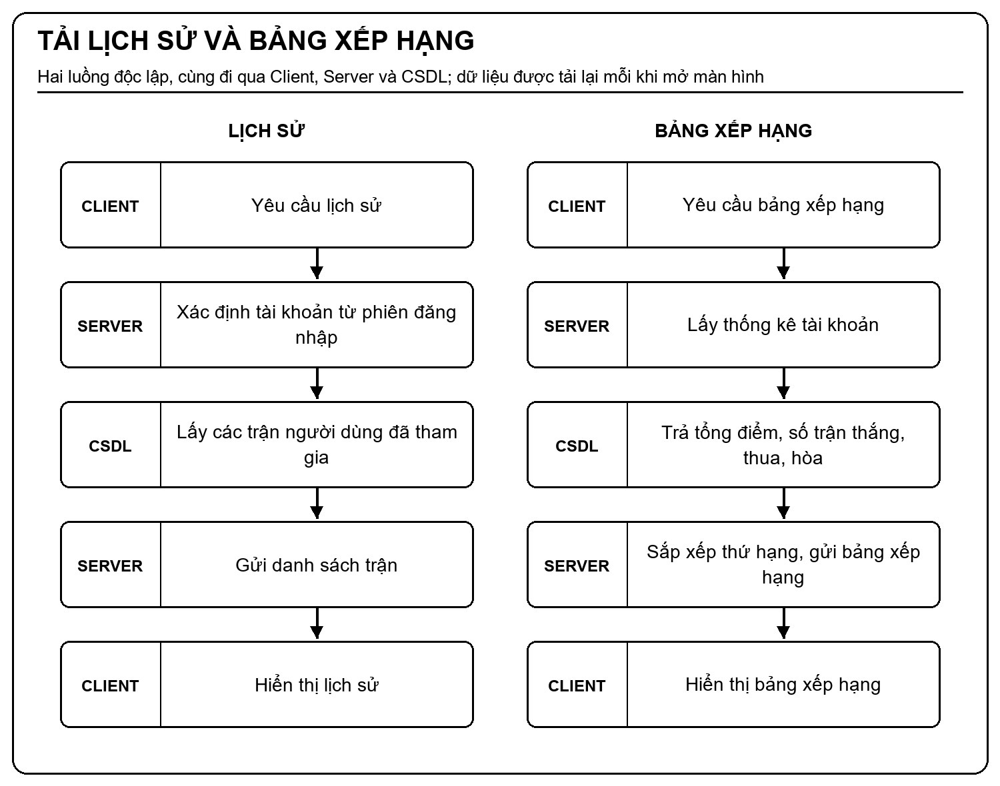 TẢI LỊCH SỬ VÀ BẢNG XẾP HẠNG
Hai luồng độc lập, cùng đi qua Client, Server và CSDL; dữ liệu được tải lại mỗi khi mở màn hình
LỊCH SỬ
CLIENT
Yêu cầu lịch sử
SERVER
Xác định tài khoản từ phiên đăng
nhập
CSDL
Lấy các trận người dùng đã tham
gia
SERVER
Gửi danh sách trận
CLIENT
Hiển thị lịch sử
BẢNG XẾP HẠNG
CLIENT
Yêu cầu bảng xếp hạng
SERVER
Lấy thống kê tài khoản
CSDL
Trả tổng điểm, số trận thắng,
thua, hòa
SERVER
Sắp xếp thứ hạng, gửi bảng xếp
hạng
CLIENT
Hiển thị bảng xếp hạng